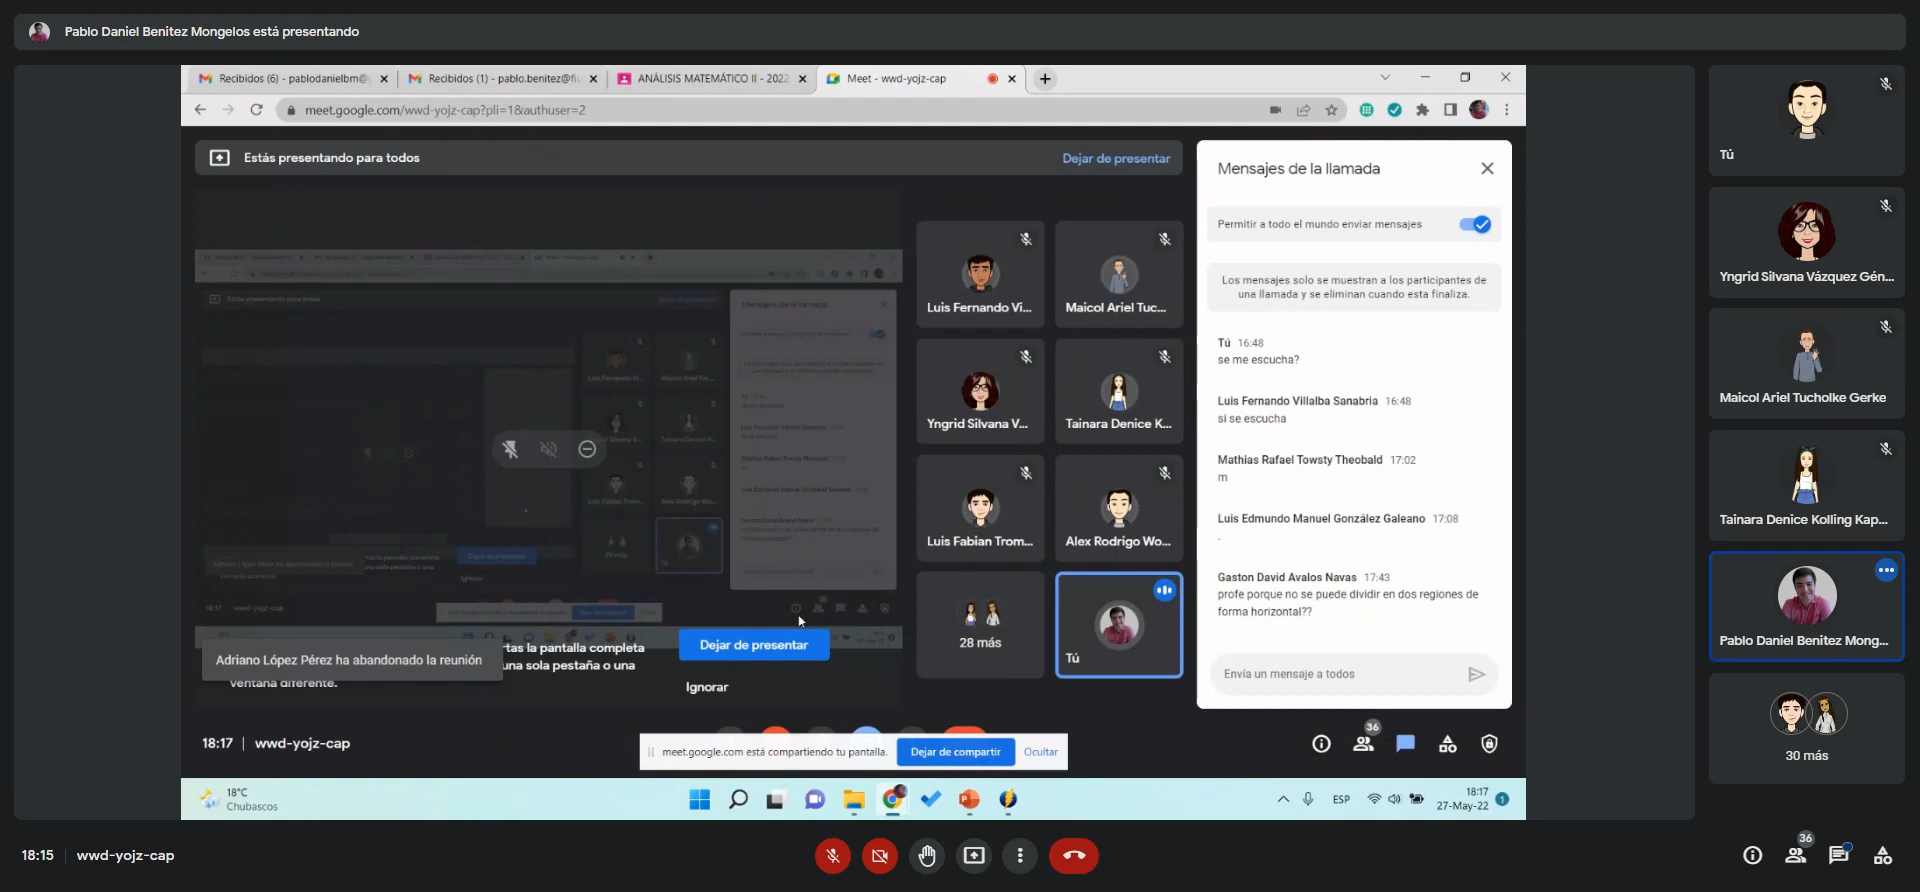 Pablo Daniel Benitez Mongelos está presentando
Recibidos (6) - pablodanielbm@
Recibidos (1) - pablo.benitez@fi
ANÁLISIS MATEMÁTICO II - 2022
Meet - wwd-yojz-cap
meet.google.com/wwd-yojz-cap?pli=1&authuser=2
Estás presentando para todos
Dejar de presentar
Luis Fernando Vi...
Maicol Ariel Tuc...
Yngrid Silvana V...
Tainara Denice K...
Luis Fabian Trom...
Alex Rodrigo Wo...
28 más
Tú
Adriano López Pérez ha abandonado la reunión
rtas la pantalla completa
una sola pestaña o una
ventana diferente.
Dejar de presentar
Ignorar
Mensajes de la llamada
Permitir a todo el mundo enviar mensajes
Los mensajes solo se muestran a los participantes de
una llamada y se eliminan cuando esta finaliza.
Tú 16:48
se me escucha?
Luis Fernando Villalba Sanabria 16:48
si se escucha
Mathias Rafael Towsty Theobald 17:02
m
Luis Edmundo Manuel González Galeano 17:08
.
Gaston David Avalos Navas 17:43
profe porque no se puede dividir en dos regiones de
forma horizontal??
Envía un mensaje a todos
18:17 | wwd-yojz-cap
meet.google.com está compartiendo tu pantalla.
Dejar de compartir
Ocultar
36
18°C
Chubascos
ESP
18:17
27-May-22
1
Tú
Yngrid Silvana Vázquez Gén...
Maicol Ariel Tucholke Gerke
Tainara Denice Kolling Kap...
Pablo Daniel Benitez Mong...
30 más
18:15 | wwd-yojz-cap
36